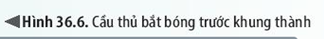 ◀Hình 36.6. Cầu thủ bắt bóng trước khung thành